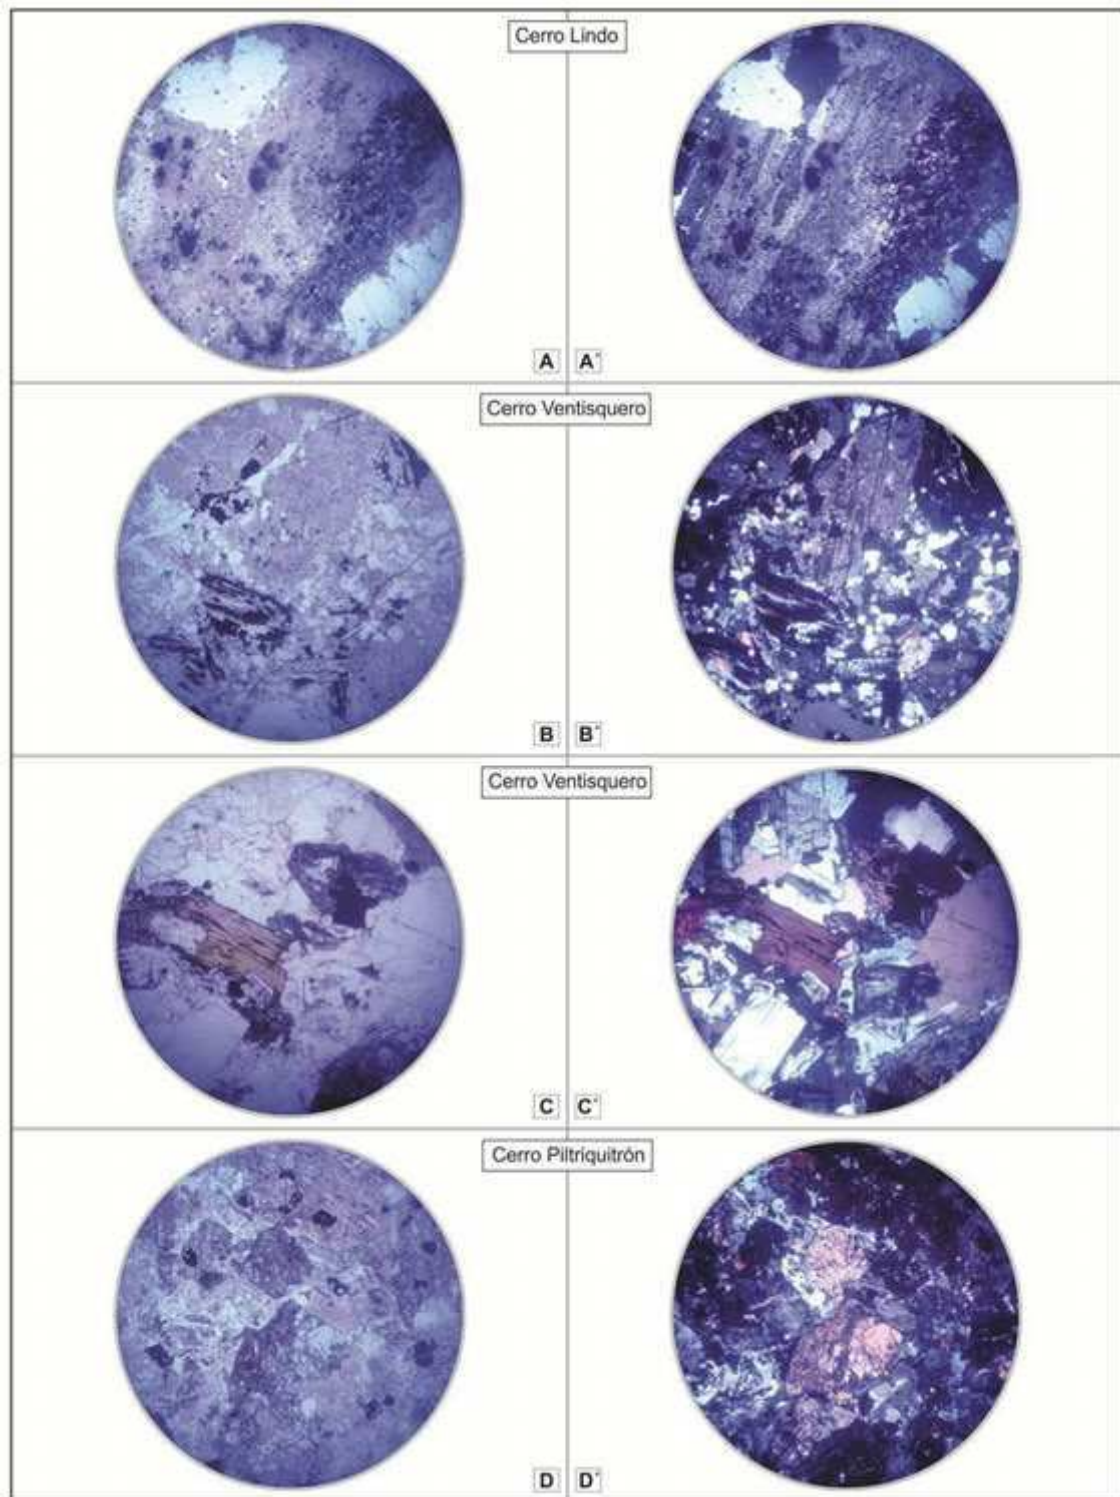 Cerro Lindo
A A'
Cerro Ventisquero
B B'
Cerro Ventisquero
C C'
Cerro Piltriquitrón
D D'